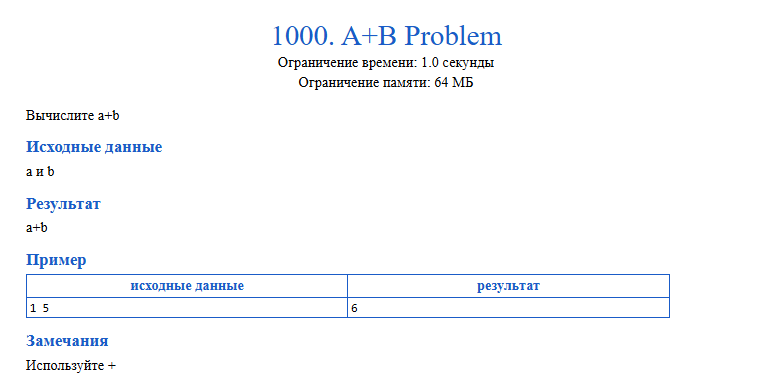 1000. A+B Problem
Ограничение времени: 1.0 секунды
Ограничение памяти: 64 МБ
Вычислите a+b
Исходные данные
a и b
Результат
a+b
Пример
исходные данные результат
1 5 6
Замечания
Используйте +